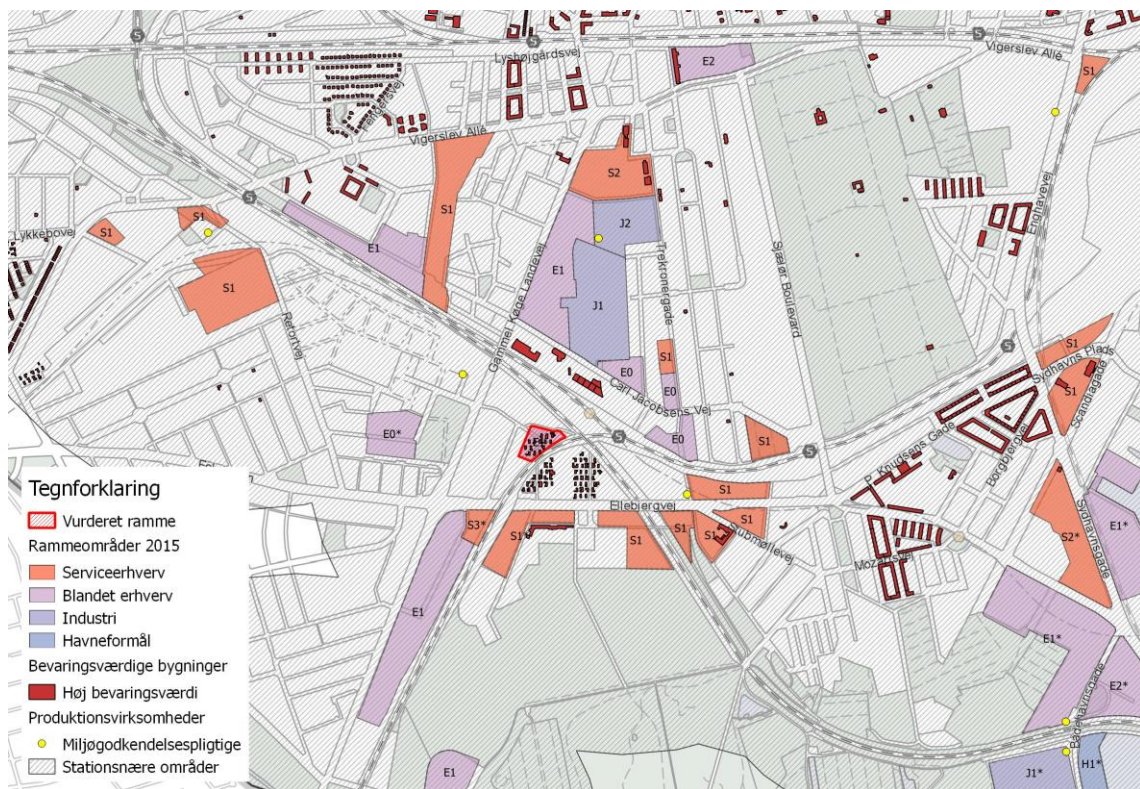 Lyshøjgårdsvej
Vigerslev Allé
S1
E2
Vigerslev Allé
S2
S1
S1
S1
Lykkebovej
E1
J2
Enghavevej
Trekronergade
Sjælør Boulevard
Gammel Køge Landevej
E1
J1
S1
Retortvej
S1
Sydhavns Plads
S1
E0
E0
Carl Jacobsens Vej
S1
Scandiagade
E0*
E0
S1
P. Knudsens Gade
Borgbjergvej
S1
Ellebjergvej
S3*
S1
S1
S1
S1
S1
Stubmøllevej
Mozartsvej
S2*
Sydhavnsgade
E1*
E1
E1*
E2*
Bådehavnsgade
E1
J1*
H1*
S
S
S
S
S
S
S
Tegnforklaring
Vurderet ramme
Rammeområder 2015
Serviceerhverv
Blandet erhverv
Industri
Havneformål
Bevaringsværdige bygninger
Høj bevaringsværdi
Produktionsvirksomheder
Miljøgodkendelsespligtige
Stationsnære områder